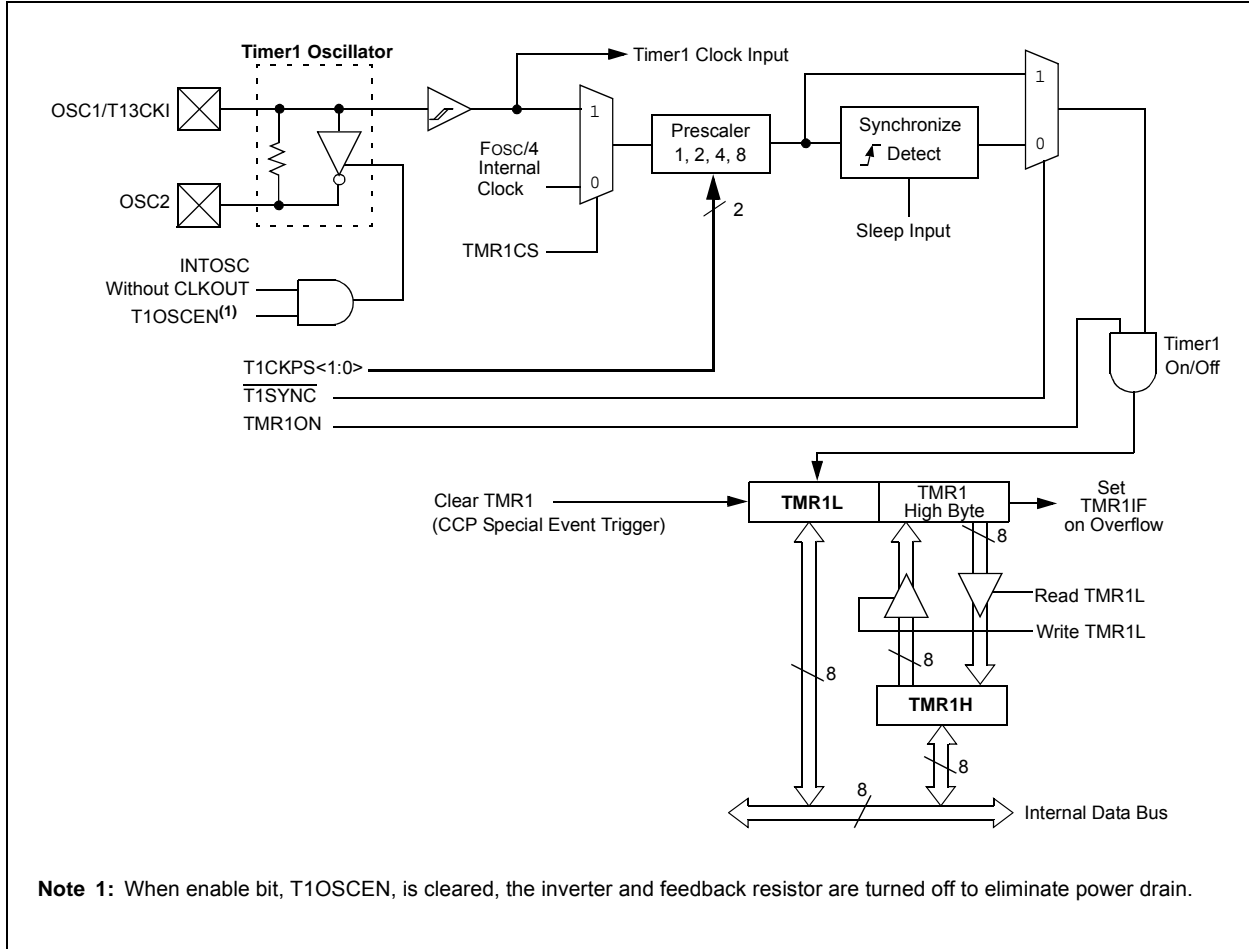 Timer1 Oscillator
Timer1 Clock Input
OSC1/T13CKI
1
FOSC/4
Internal
Clock
0
Prescaler
1, 2, 4, 8
Synchronize
Detect
1
0
OSC2
2
Sleep Input
TMR1CS
INTOSC
Without CLKOUT
T1OSCEN(1)
T1CKPS<1:0>
T1SYNC
TMR1ON
Timer1
On/Off
Clear TMR1
(CCP Special Event Trigger)
TMR1L
TMR1
High Byte
Set
TMR1IF
on Overflow
8
Read TMR1L
Write TMR1L
8
8
TMR1H
8
8
Internal Data Bus
Note 1: When enable bit, T1OSCEN, is cleared, the inverter and feedback resistor are turned off to eliminate power drain.